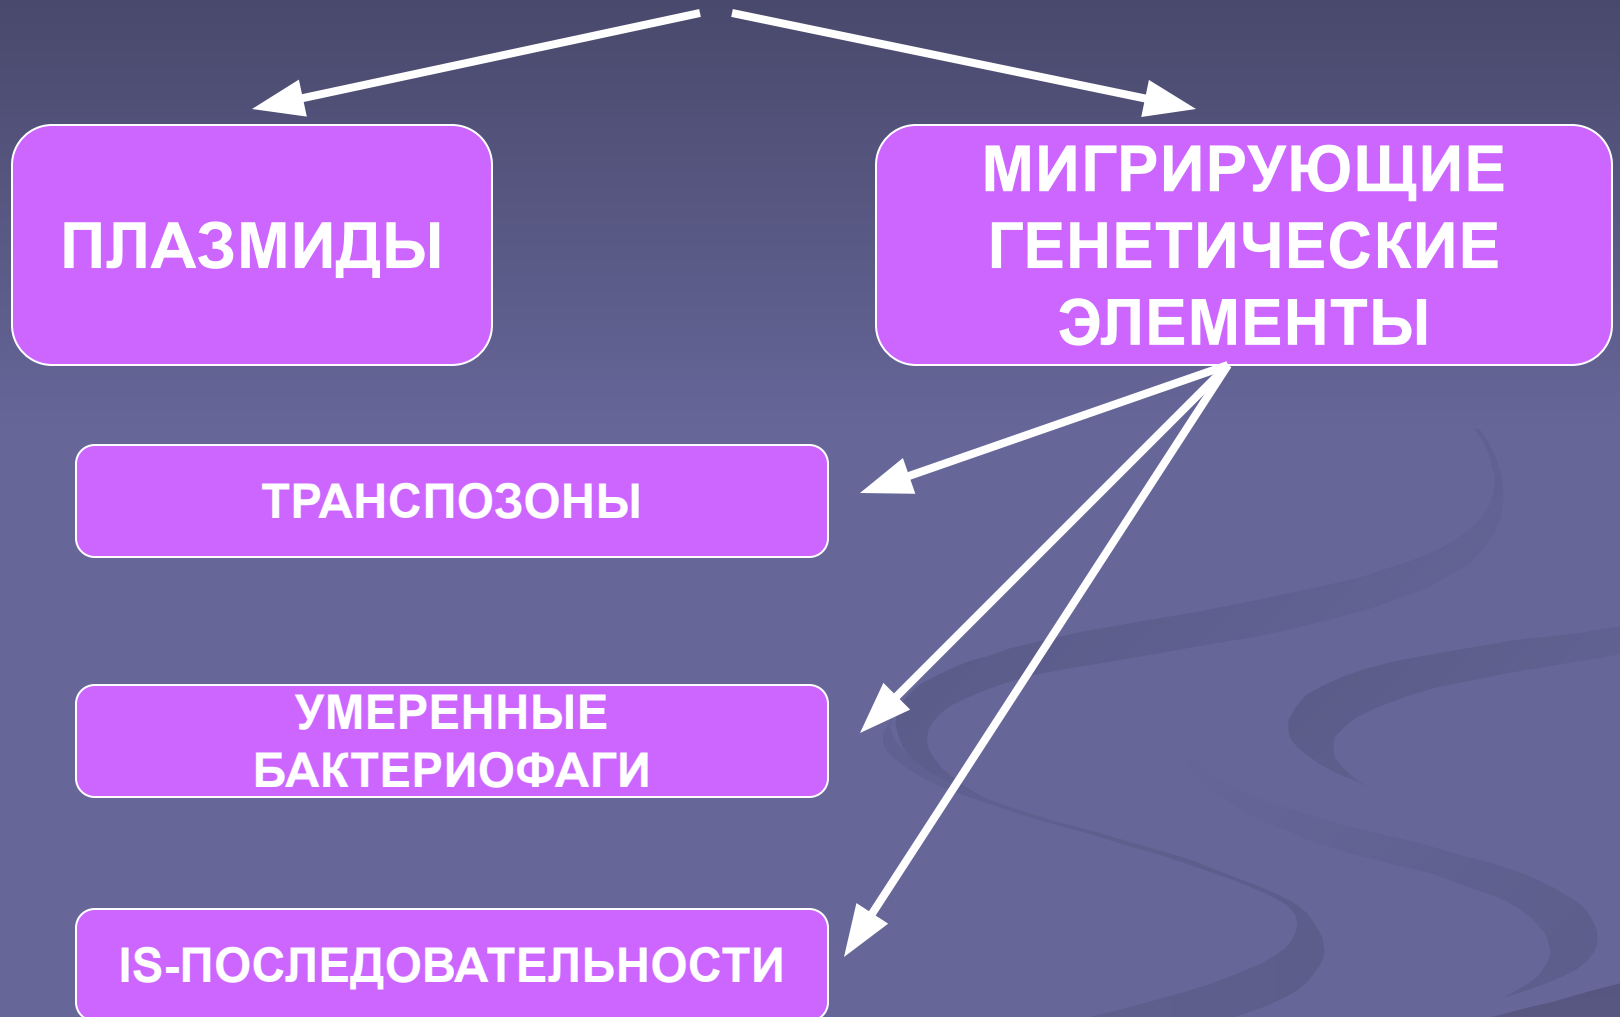 ПЛАЗМИДЫ
МИГРИРУЮЩИЕ
ГЕНЕТИЧЕСКИЕ
ЭЛЕМЕНТЫ
ТРАНСПОЗОНЫ
УМЕРЕННЫЕ
БАКТЕРИОФАГИ
IS-ПОСЛЕДОВАТЕЛЬНОСТИ